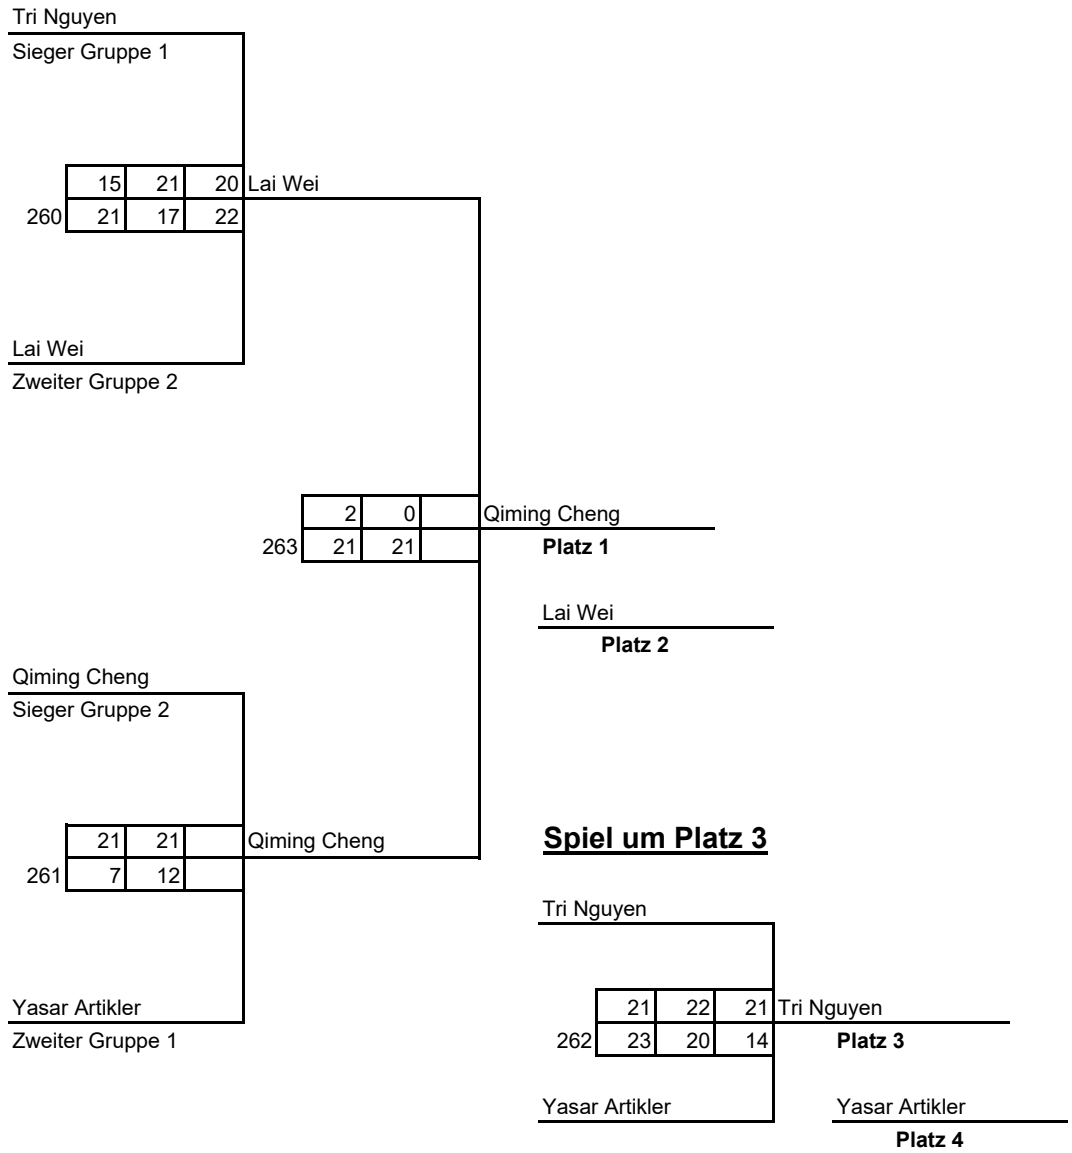 Tri Nguyen
Sieger Gruppe 1
15 21 20 Lai Wei
260 21 17 22
Lai Wei
Zweiter Gruppe 2
2 0 Qiming Cheng
263 21 21 Platz 1
Lai Wei
Platz 2
Qiming Cheng
Sieger Gruppe 2
21 21 Qiming Cheng
261 7 12
Spiel um Platz 3
Tri Nguyen
Yasar Artikler
Zweiter Gruppe 1
21 22 21 Tri Nguyen
262 23 20 14 Platz 3
Yasar Artikler
Yasar Artikler
Platz 4